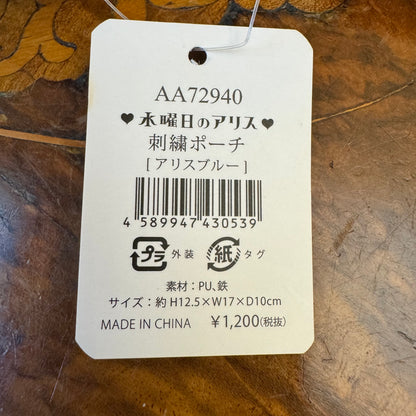 AA72940
♥水曜日のアリス♥
刺繍ポーチ
[アリスブルー]
4 589947 430539
プラ 外装 紙 タグ
素材：PU、鉄
サイズ：約 H12.5×W17×D10cm
MADE IN CHINA ¥1,200(税抜)